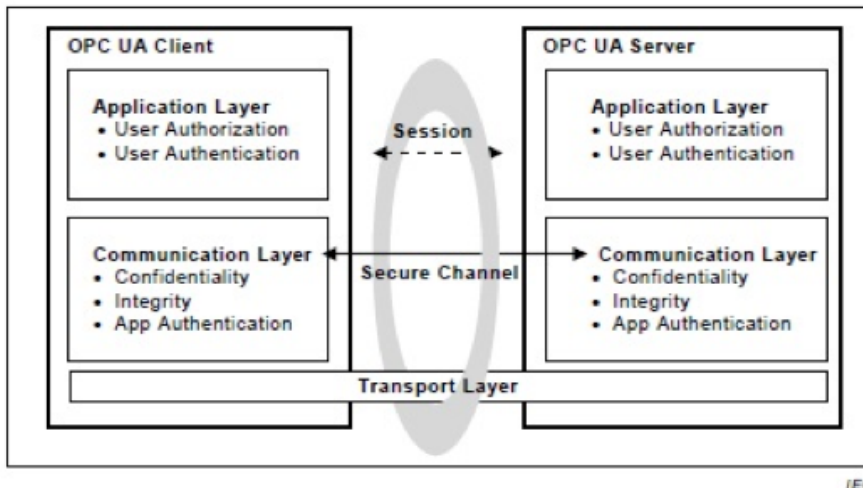 OPC UA Client
Application Layer
• User Authorization
• User Authentication
Communication Layer
• Confidentiality
• Integrity
• App Authentication
Session
Secure Channel
OPC UA Server
Application Layer
• User Authorization
• User Authentication
Communication Layer
• Confidentiality
• Integrity
• App Authentication
Transport Layer